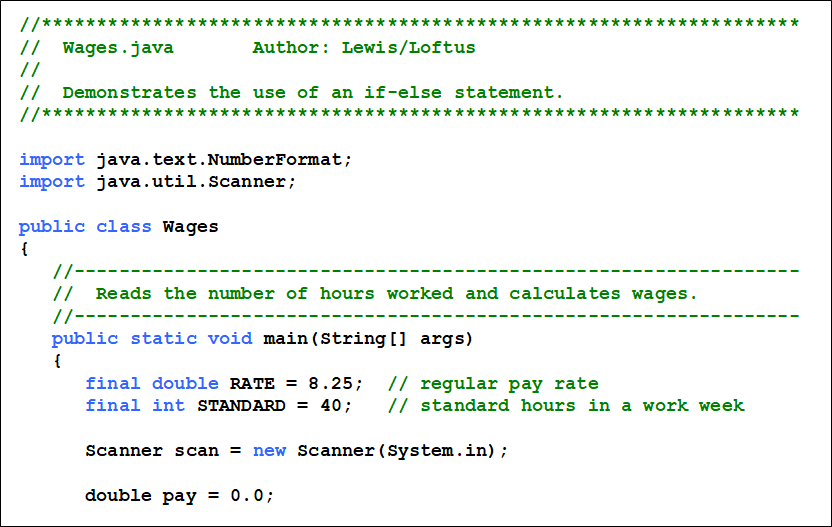 //********************************************************************
//  Wages.java       Author: Lewis/Loftus
//
//  Demonstrates the use of an if-else statement.
//********************************************************************
import java.text.NumberFormat;
import java.util.Scanner;
public class Wages
{
   //-----------------------------------------------------------------
   //  Reads the number of hours worked and calculates wages.
   //-----------------------------------------------------------------
   public static void main(String[] args)
   {
      final double RATE = 8.25;  // regular pay rate
      final int STANDARD = 40;   // standard hours in a work week
      Scanner scan = new Scanner(System.in);
      double pay = 0.0;